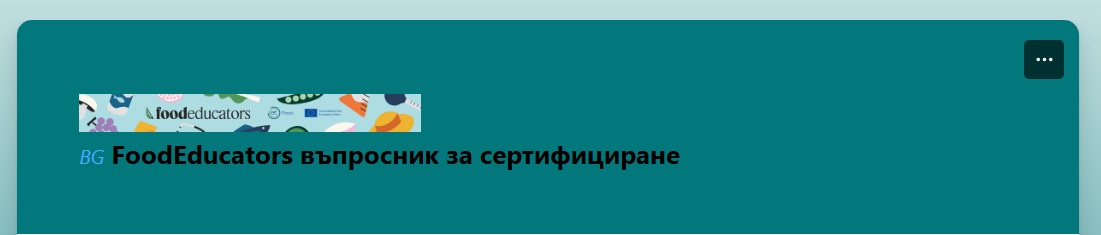 foodeducators
BG FoodEducators въпросник за сертифициране